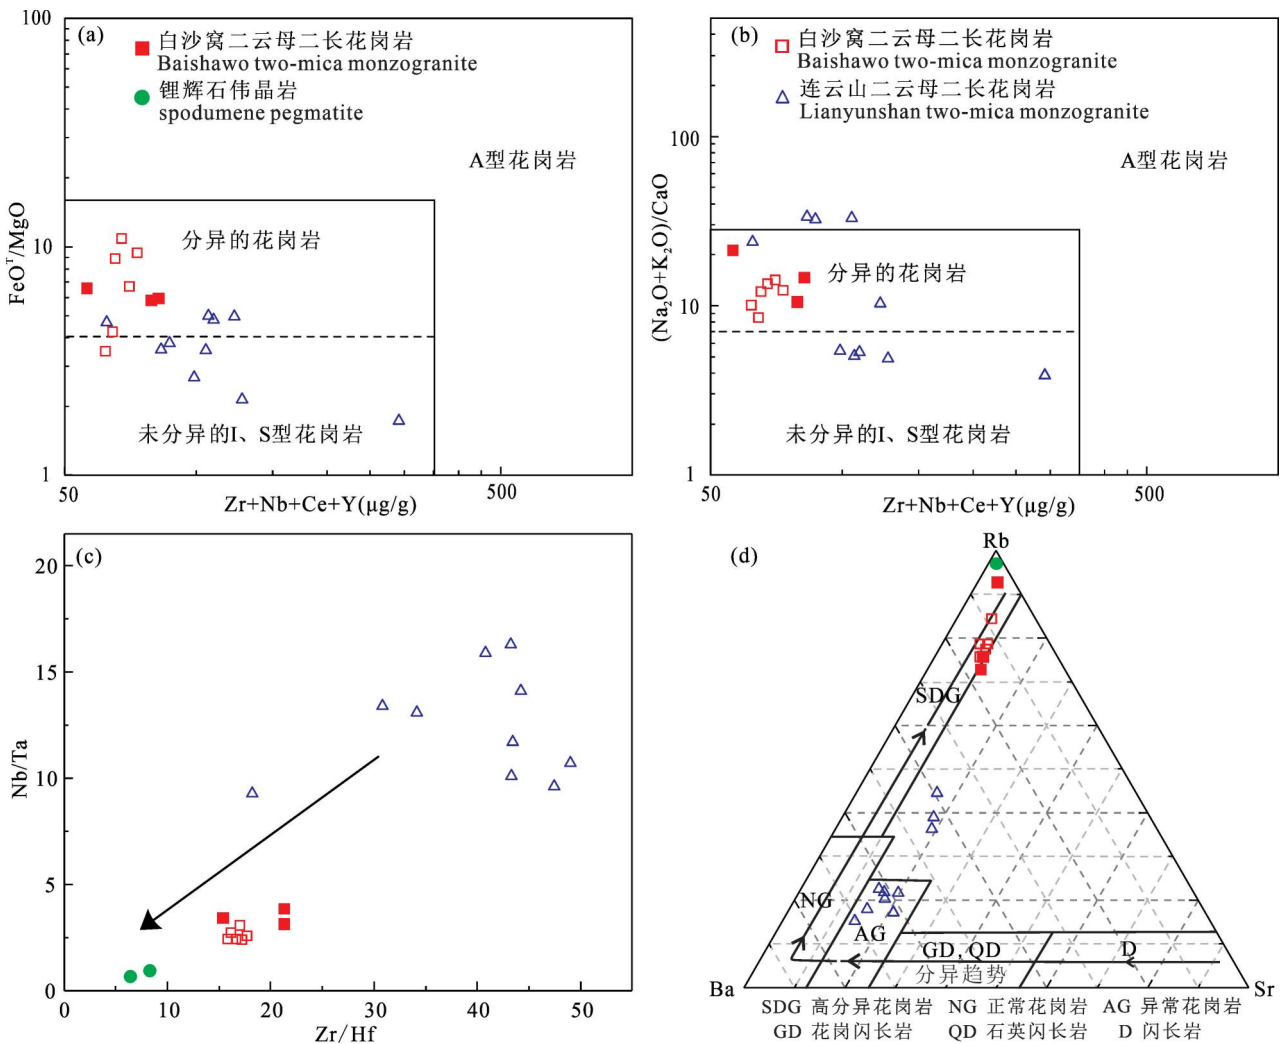 (a)
白沙窝二云母二长花岗岩
Baishawo two-mica monzogranite
锂辉石伟晶岩
spodumene pegmatite
A型花岗岩
分异的花岗岩
未分异的I、S型花岗岩
100
10
1
FeOᵀ/MgO
50
500
Zr+Nb+Ce+Y(μg/g)
(b)
白沙窝二云母二长花岗岩
Baishawo two-mica monzogranite
连云山二云母二长花岗岩
Lianyunshan two-mica monzogranite
A型花岗岩
分异的花岗岩
未分异的I、S型花岗岩
100
10
1
(Na₂O+K₂O)/CaO
50
500
Zr+Nb+Ce+Y(μg/g)
(c)
20
15
10
5
0
Nb/Ta
0
10
20
30
40
50
Zr/Hf
(d)
Rb
SDG
NG
AG
GD, QD
D
分异趋势
Ba
Sr
SDG 高分异花岗岩 NG 正常花岗岩 AG 异常花岗岩
GD 花岗闪长岩 QD 石英闪长岩 D 闪长岩